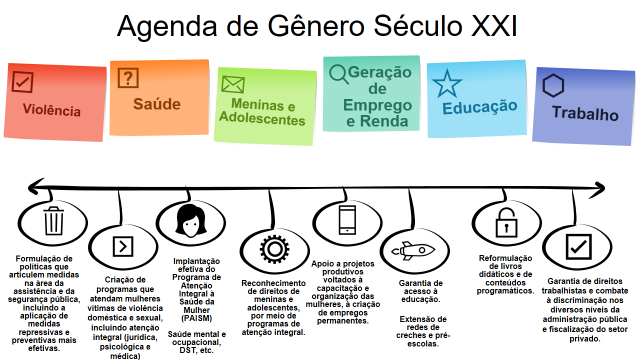 Agenda de Gênero Século XXI
Violência
Saúde
Meninas e
Adolescentes
Geração
de
Emprego
e Renda
Educação
Trabalho
Formulação de
políticas que
articulem medidas
na área da
assistência e da
segurança pública,
incluindo a
aplicação de
medidas
repressivas e
preventivas mais
efetivas.
Criação de
programas que
atendam mulheres
vítimas de violência
doméstica e sexual,
incluindo atenção
integral (jurídica,
psicológica e
médica)
Implantação
efetiva do
Programa de
Atenção
Integral à
Saúde da
Mulher (PAISM)
Saúde mental e
ocupacional,
DST, etc.
Reconhecimento
de direitos de
meninas e
adolescentes,
por meio de
programas de
atenção integral.
Apoio a projetos
produtivos
voltados à
capacitação e
organização das
mulheres, à criação
de empregos
permanentes.
Garantia de
acesso à
educação.
Extensão de
redes de
creches e pré-
escolas.
Reformulação
de livros
didáticos e de
conteúdos
programáticos.
Garantia de direitos
trabalhistas e combate
à discriminação nos
diversos níveis da
administração pública
e fiscalização do setor
privado.